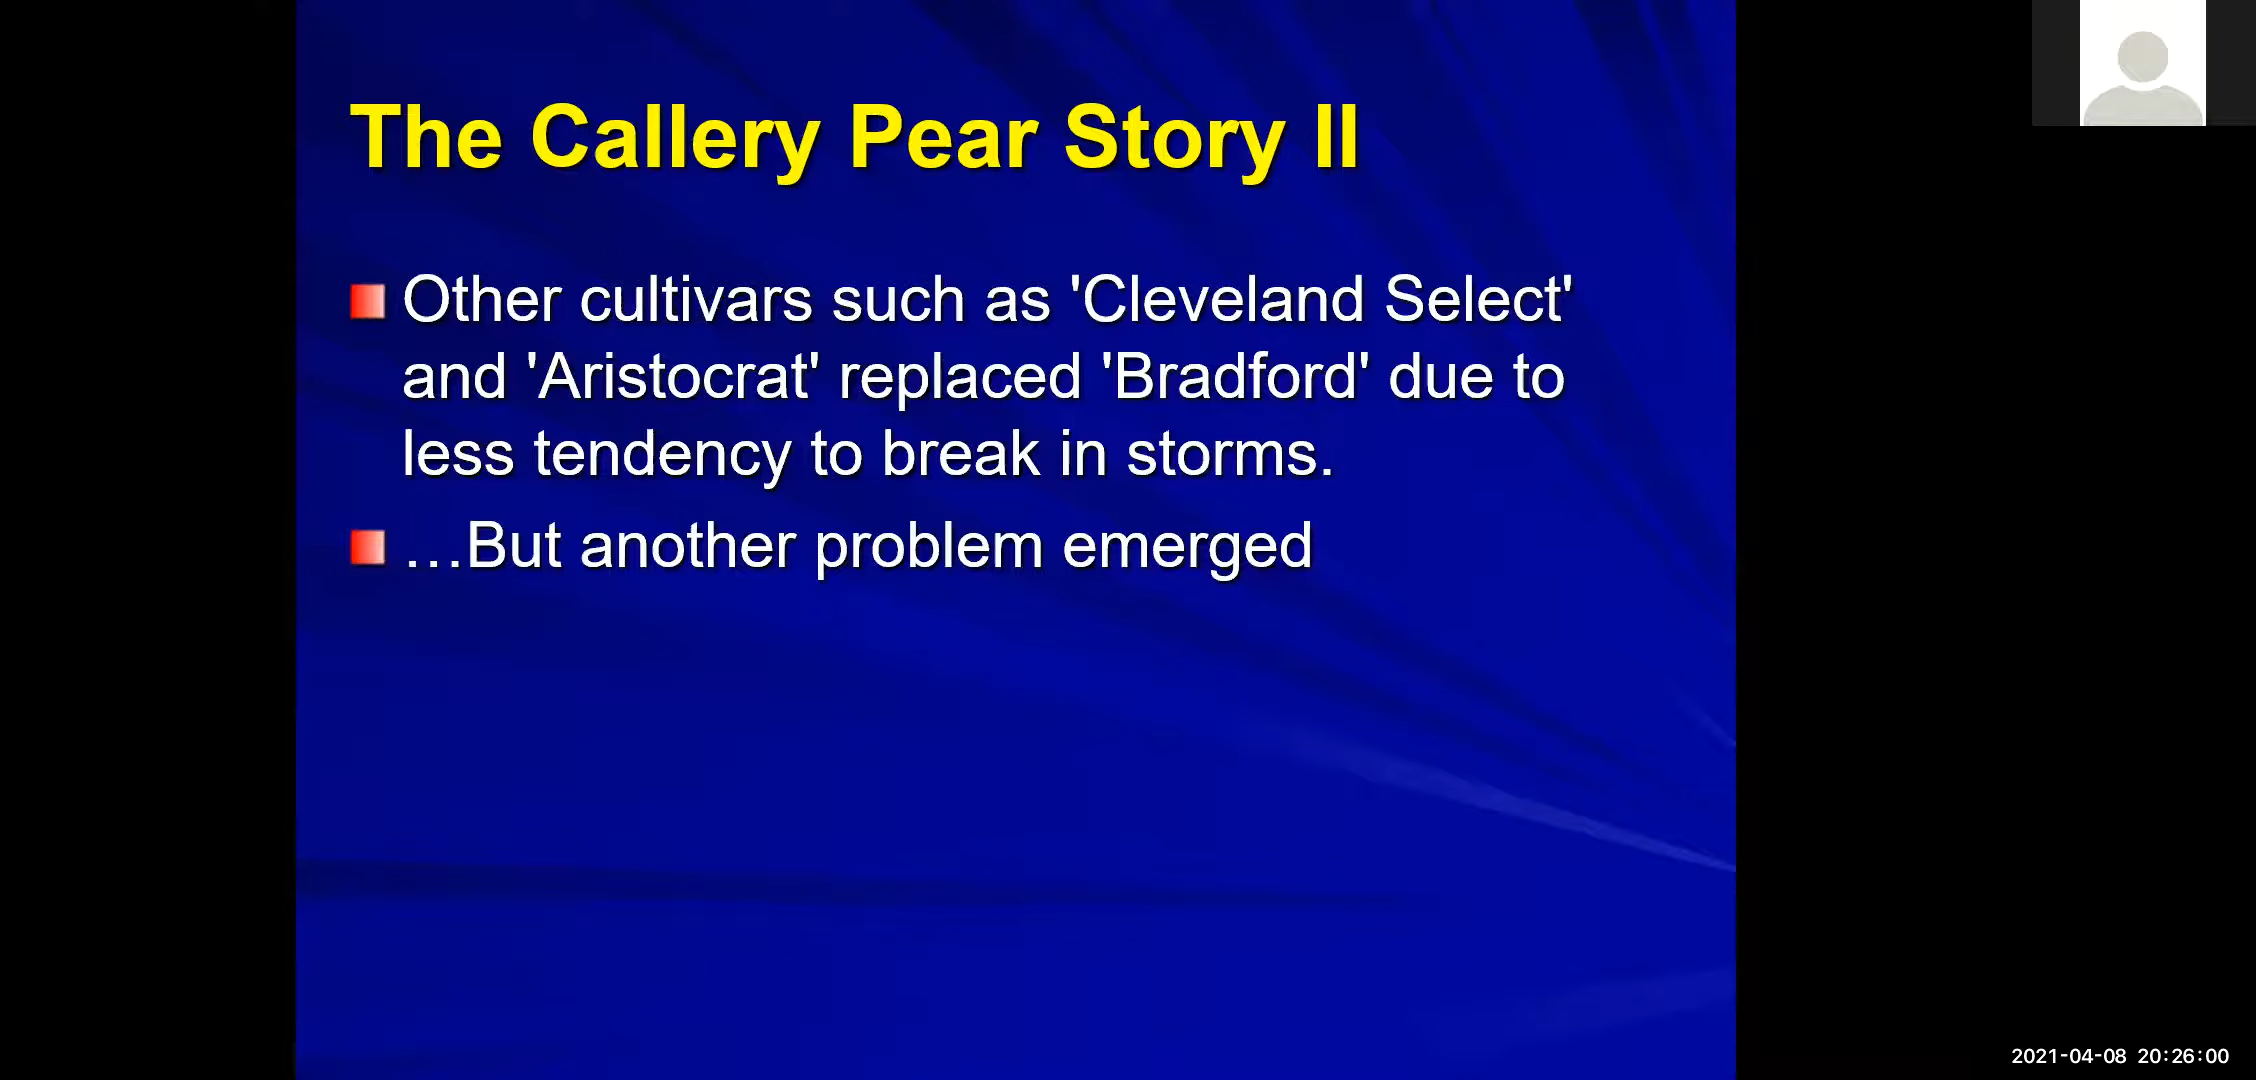 The Callery Pear Story II
Other cultivars such as 'Cleveland Select'
and 'Aristocrat' replaced 'Bradford' due to
less tendency to break in storms.
…But another problem emerged
2021-04-08 20:26:00